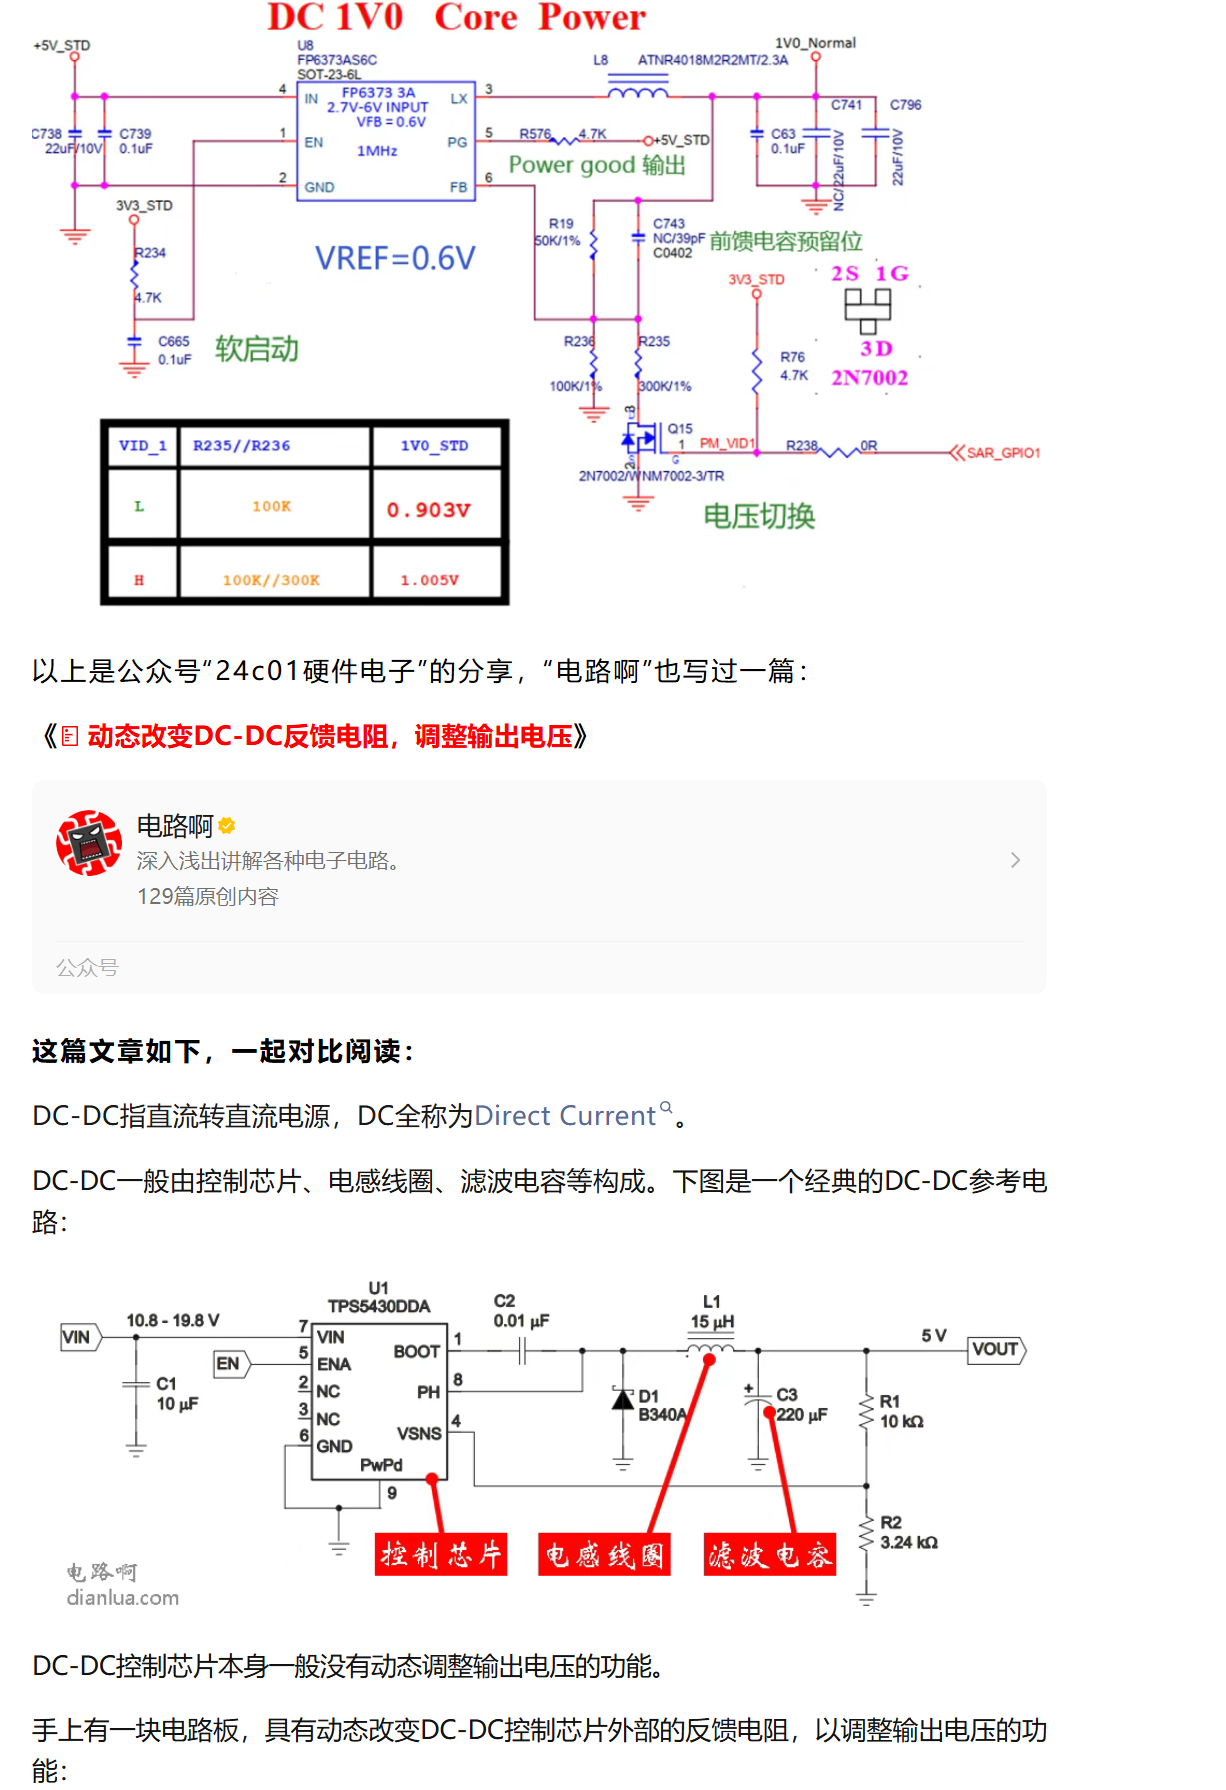 DC 1V0 Core Power
+5V_STD
U8
FP6373AS6C
SOT-23-6L
L8 ATNR4018M2R2MT/2.3A
1V0_Normal
4 IN
FP6373 3A
2.7V-6V INPUT
VFB = 0.6V
1MHz
LX 3
1 EN
PG 5
2 GND
FB 6
C738
22uF/10V
C739
0.1uF
R576 4.7K
+5V_STD
Power good 输出
C63
0.1uF
C741
NC/22uF/10V
C796
22uF/10V
3V3_STD
R234
4.7K
C665
0.1uF
软启动
VREF=0.6V
R19
50K/1%
C743
NC/39pF
C0402
前馈电容预留位
3V3_STD
2S 1G
3D
2N7002
R236
100K/1%
R235
300K/1%
R76
4.7K
3
Q15
1
G
2
2N7002/WNM7002-3/TR
PM_VID1
R238 0R
SAR_GPIO1
电压切换
VID_1 R235//R236 1V0_STD
L 100K 0.903V
H 100K//300K 1.005V
以上是公众号“24c01硬件电子”的分享，“电路啊”也写过一篇：
《动态改变DC-DC反馈电阻，调整输出电压》
电路啊
深入浅出讲解各种电子电路。
129篇原创内容
公众号
这篇文章如下，一起对比阅读：
DC-DC指直流转直流电源，DC全称为Direct Current。
DC-DC一般由控制芯片、电感线圈、滤波电容等构成。下图是一个经典的DC-DC参考电
路：
U1
TPS5430DDA
VIN
10.8 - 19.8 V
7 VIN
5 ENA
2 NC
3 NC
6 GND
PwPd
9
BOOT 1
PH 8
VSNS 4
EN
C1
10 µF
C2
0.01 µF
L1
15 µH
5 V
VOUT
D1
B340A
C3
220 µF
R1
10 kΩ
R2
3.24 kΩ
控制芯片
电感线圈
滤波电容
电路啊
dianlua.com
DC-DC控制芯片本身一般没有动态调整输出电压的功能。
手上有一块电路板，具有动态改变DC-DC控制芯片外部的反馈电阻，以调整输出电压的功
能：